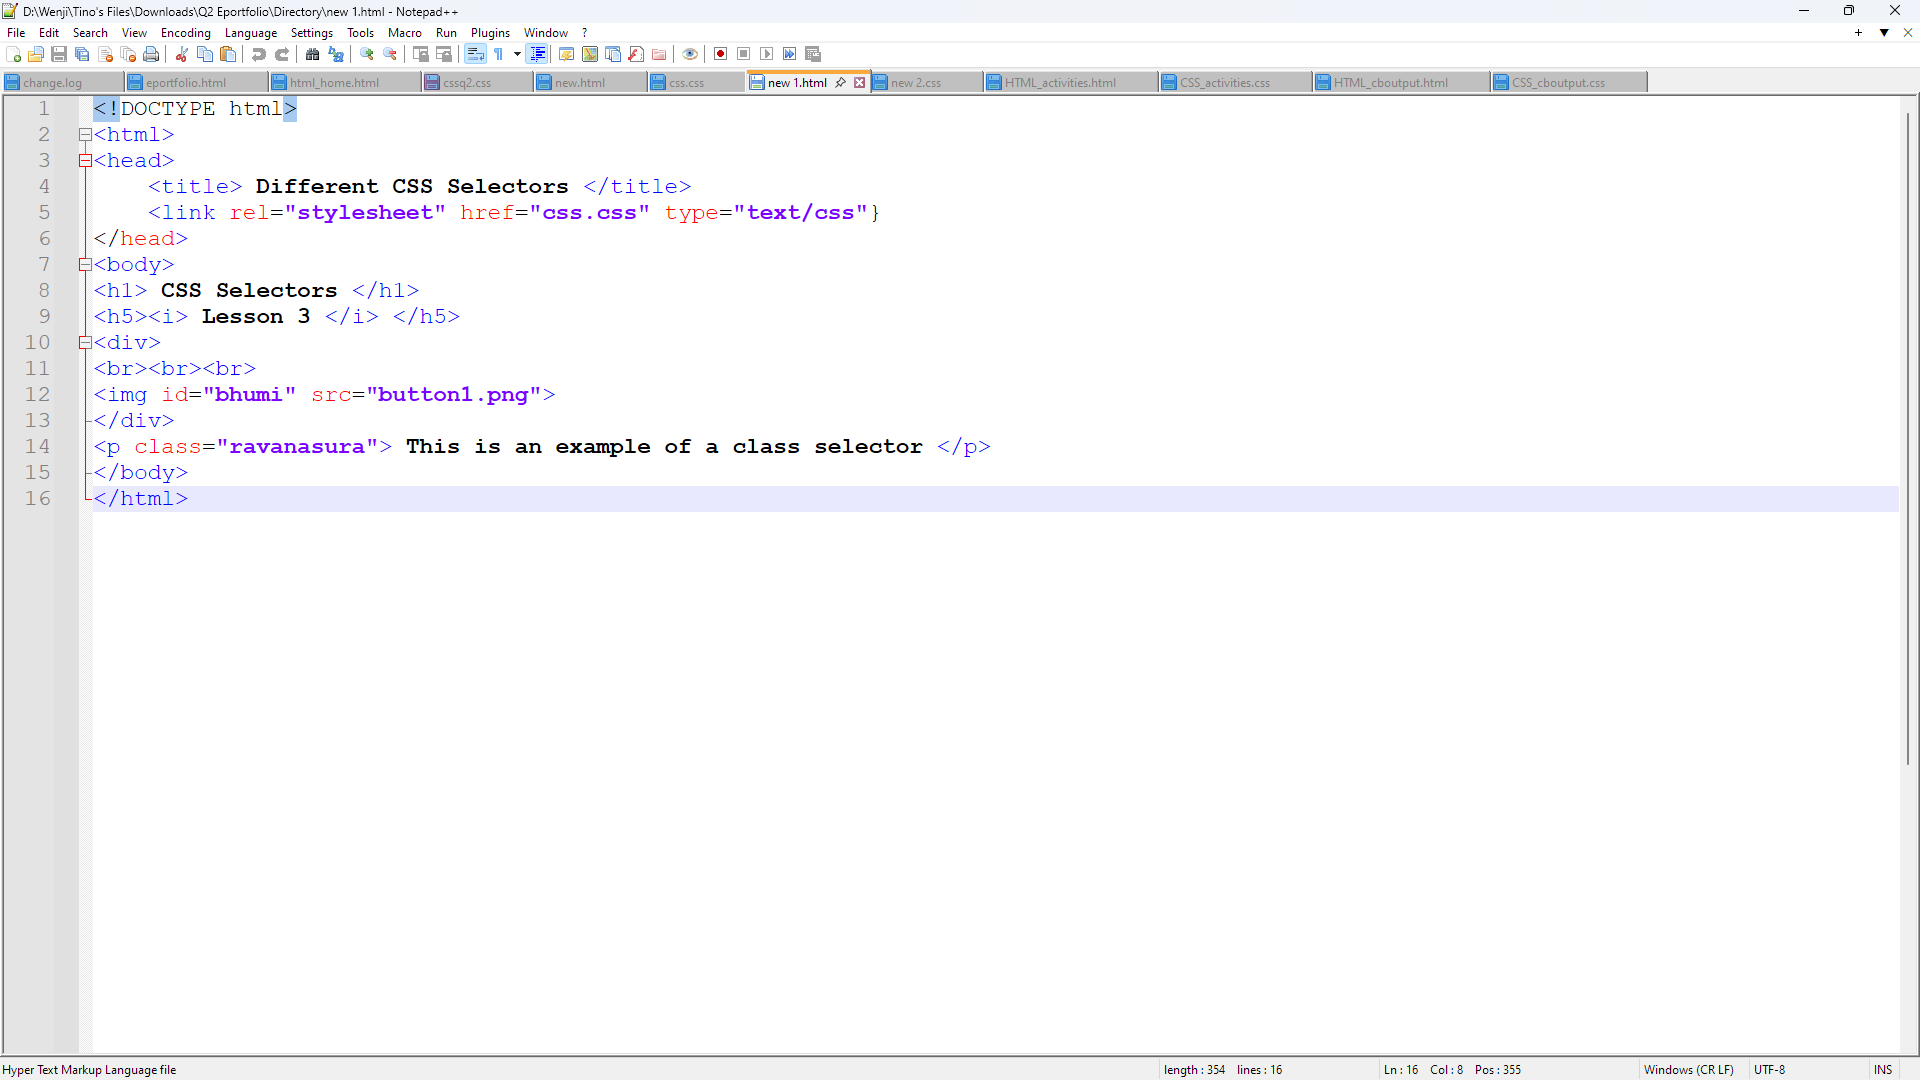 D:\Wenji\Tino's Files\Downloads\Q2 Eportfolio\Directory\new 1.html - Notepad++
File Edit Search View Encoding Language Settings Tools Macro Run Plugins Window ?
change.log eportfolio.html html_home.html cssq2.css new.html css.css new 1.html new 2.css HTML_activities.html CSS_activities.css HTML_cboutput.html CSS_cboutput.css
1 <!DOCTYPE html>
2 <html>
3 <head>
4 <title> Different CSS Selectors </title>
5 <link rel="stylesheet" href="css.css" type="text/css"}
6 </head>
7 <body>
8 <h1> CSS Selectors </h1>
9 <h5><i> Lesson 3 </i> </h5>
10 <div>
11 <br><br><br>
12 <img id="bhumi" src="button1.png">
13 </div>
14 <p class="ravanasura"> This is an example of a class selector </p>
15 </body>
16 </html>
Hyper Text Markup Language file length : 354 lines : 16 Ln : 16 Col : 8 Pos : 355 Windows (CR LF) UTF-8 INS